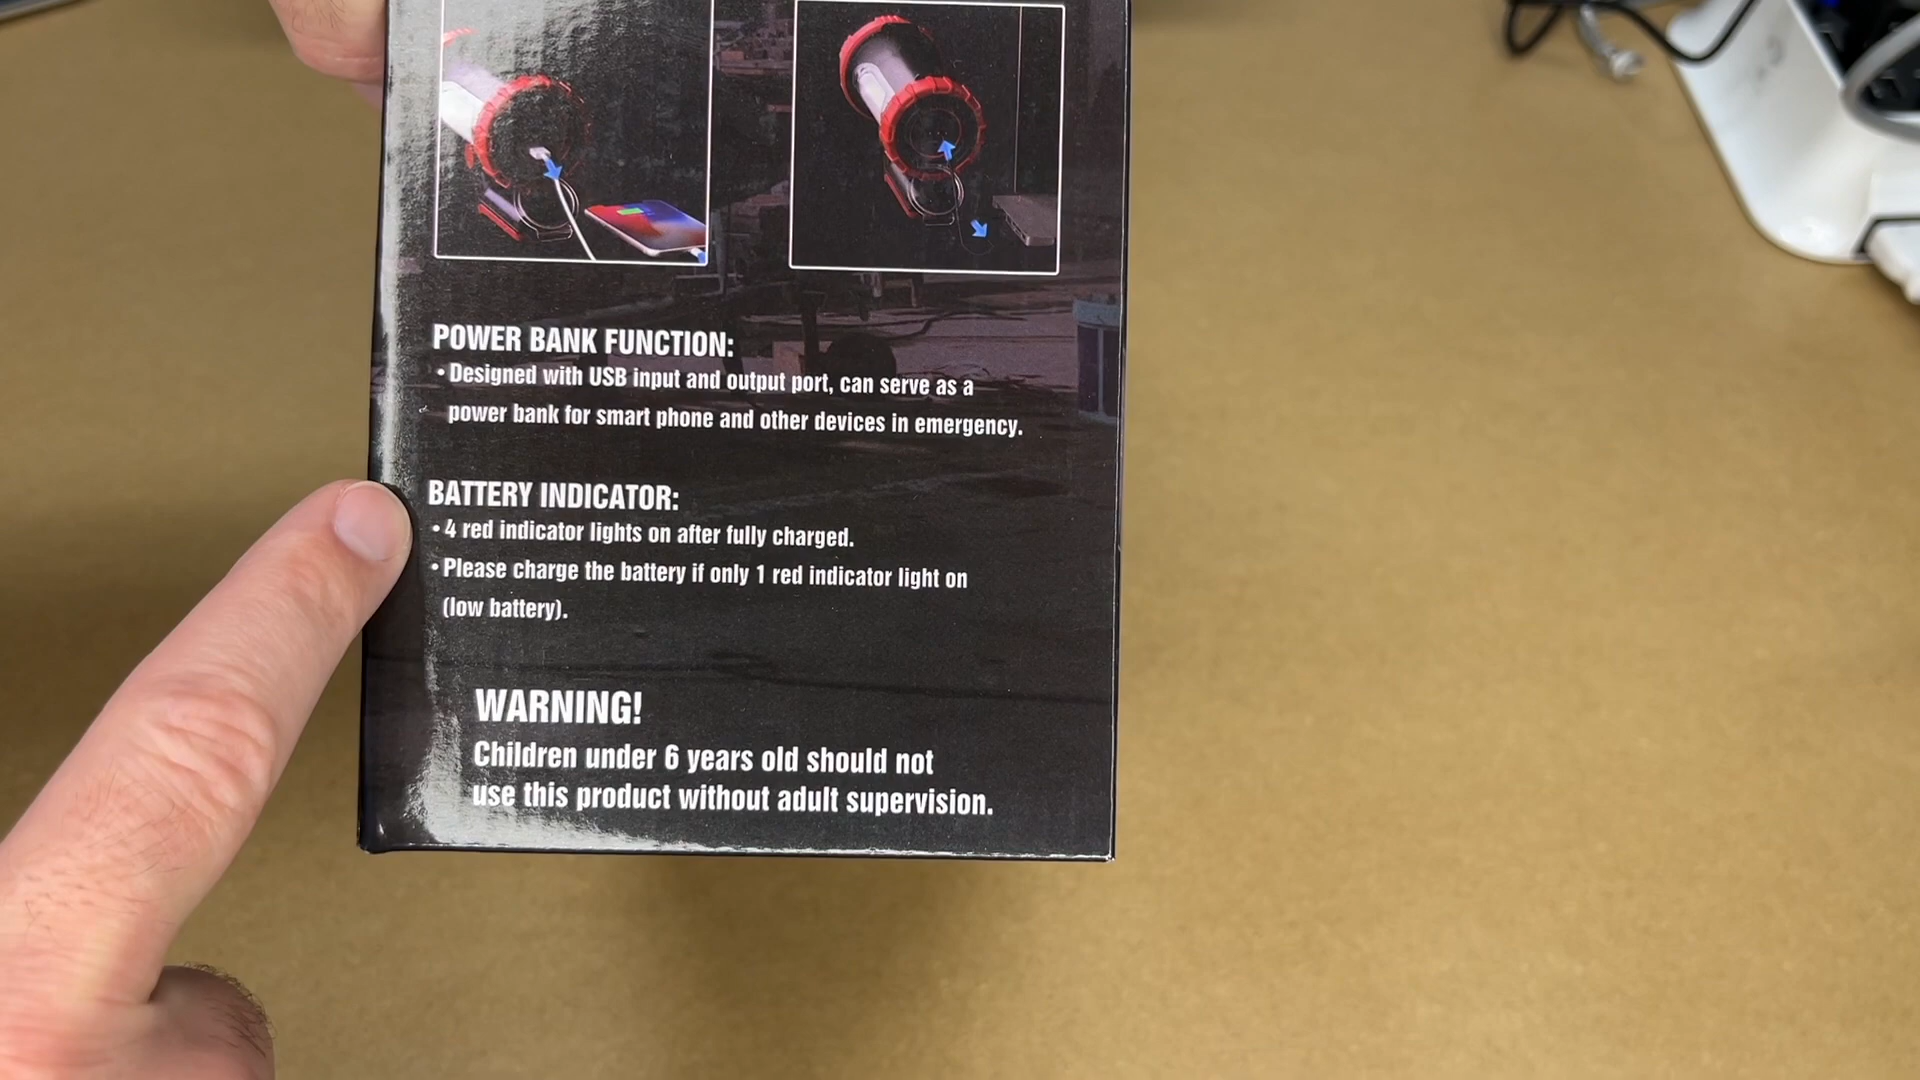 POWER BANK FUNCTION:
• Designed with USB input and output port, can serve as a
power bank for smart phone and other devices in emergency.
BATTERY INDICATOR:
• 4 red indicator lights on after fully charged.
• Please charge the battery if only 1 red indicator light on
(low battery).
WARNING!
Children under 6 years old should not
use this product without adult supervision.